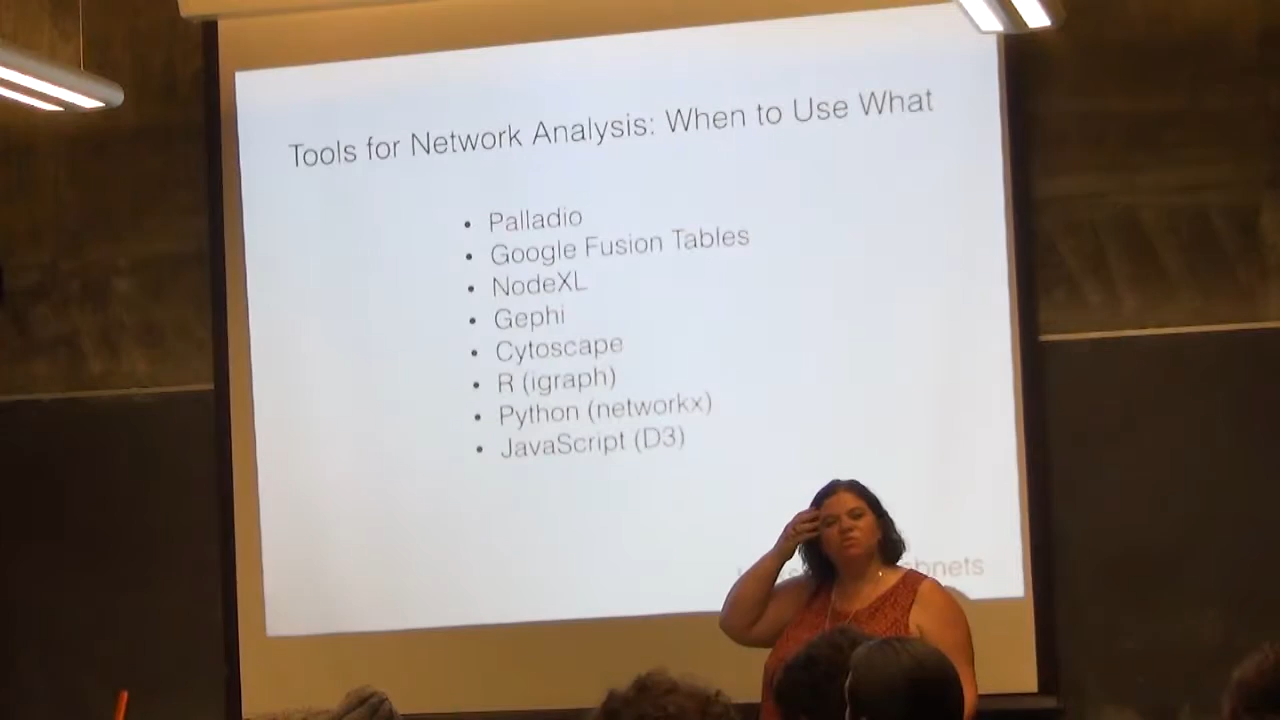 Tools for Network Analysis: When to Use What
• Palladio
• Google Fusion Tables
• NodeXL
• Gephi
• Cytoscape
• R (igraph)
• Python (networkx)
• JavaScript (D3)